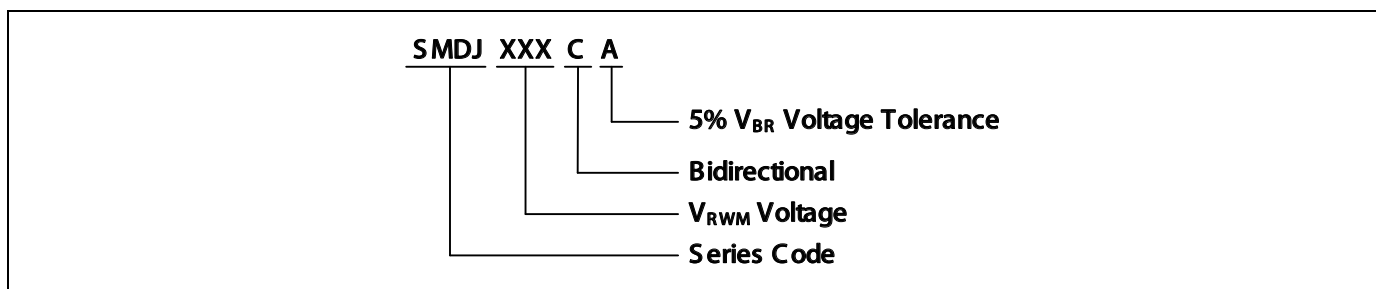 SMDJ XXX C A
5% VBR Voltage Tolerance
Bidirectional
VRWM Voltage
Series Code